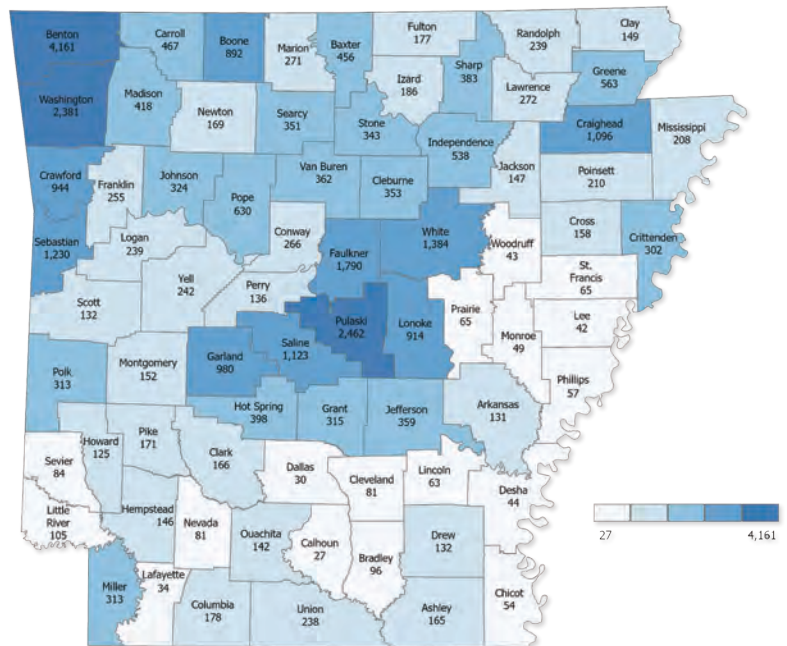 Benton
4,161
Carroll
467
Boone
892
Marion
271
Baxter
456
Fulton
177
Randolph
239
Clay
149
Washington
2,381
Madison
418
Newton
169
Searcy
351
Stone
343
Izard
186
Sharp
383
Lawrence
272
Greene
563
Independence
538
Craighead
1,096
Mississippi
208
Crawford
944
Franklin
255
Johnson
324
Pope
630
Van Buren
362
Cleburne
353
Jackson
147
Poinsett
210
Sebastian
1,230
Logan
239
Conway
266
Faulkner
1,790
White
1,384
Woodruff
43
Cross
158
Crittenden
302
Scott
132
Yell
242
Perry
136
Pulaski
2,462
Lonoke
914
Prairie
65
Monroe
49
St.
Francis
65
Lee
42
Phillips
57
Polk
313
Montgomery
152
Garland
980
Saline
1,123
Hot Spring
398
Grant
315
Jefferson
359
Arkansas
131
Sevier
84
Howard
125
Pike
171
Clark
166
Dallas
30
Cleveland
81
Lincoln
63
Desha
44
Little
River
105
Hempstead
146
Nevada
81
Ouachita
142
Calhoun
27
Bradley
96
Drew
132
Chicot
54
Miller
313
Lafayette
34
Columbia
178
Union
238
Ashley
165
27
4,161